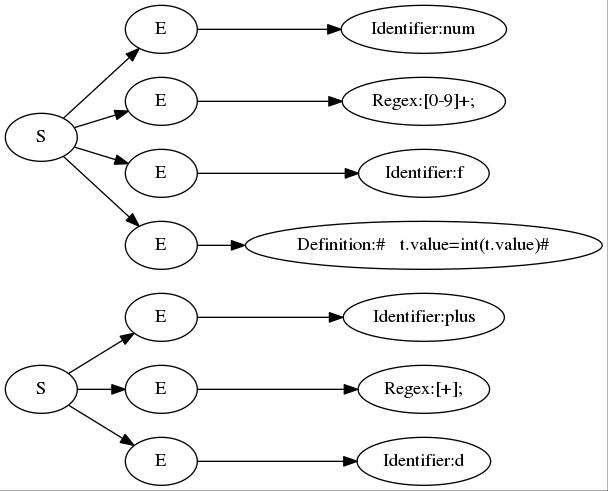 E
Identifier:num
E
Regex:[0-9]+;
S
E
Identifier:f
E
Definition:#   t.value=int(t.value)#
E
Identifier:plus
S
E
Regex:[+];
E
Identifier:d